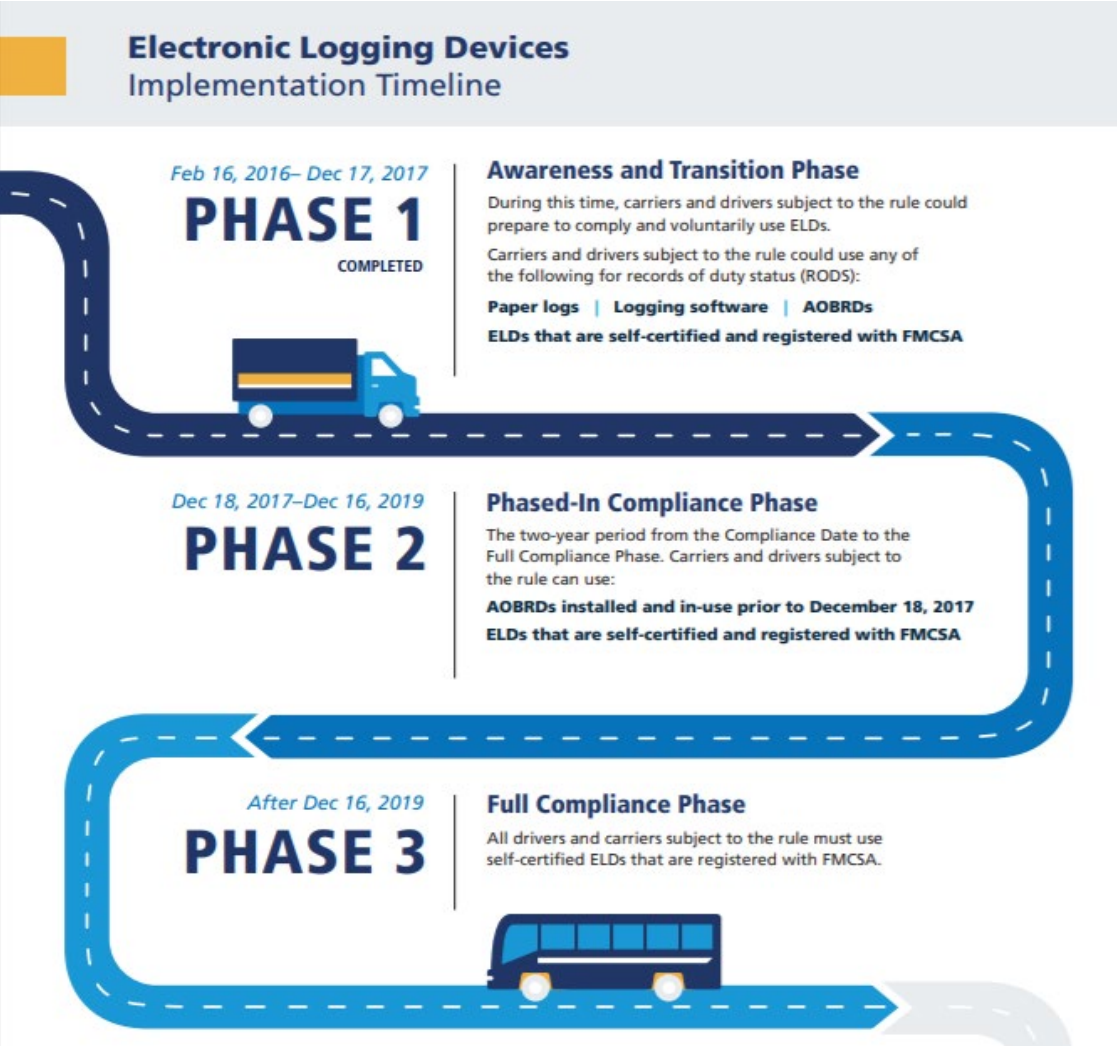 Electronic Logging Devices
Implementation Timeline
Feb 16, 2016– Dec 17, 2017
PHASE 1
COMPLETED
Awareness and Transition Phase
During this time, carriers and drivers subject to the rule could
prepare to comply and voluntarily use ELDs.
Carriers and drivers subject to the rule could use any of
the following for records of duty status (RODS):
Paper logs | Logging software | AOBRDs
ELDs that are self-certified and registered with FMCSA
Dec 18, 2017–Dec 16, 2019
PHASE 2
Phased-In Compliance Phase
The two-year period from the Compliance Date to the
Full Compliance Phase. Carriers and drivers subject to
the rule can use:
AOBRDs installed and in-use prior to December 18, 2017
ELDs that are self-certified and registered with FMCSA
After Dec 16, 2019
PHASE 3
Full Compliance Phase
All drivers and carriers subject to the rule must use
self-certified ELDs that are registered with FMCSA.